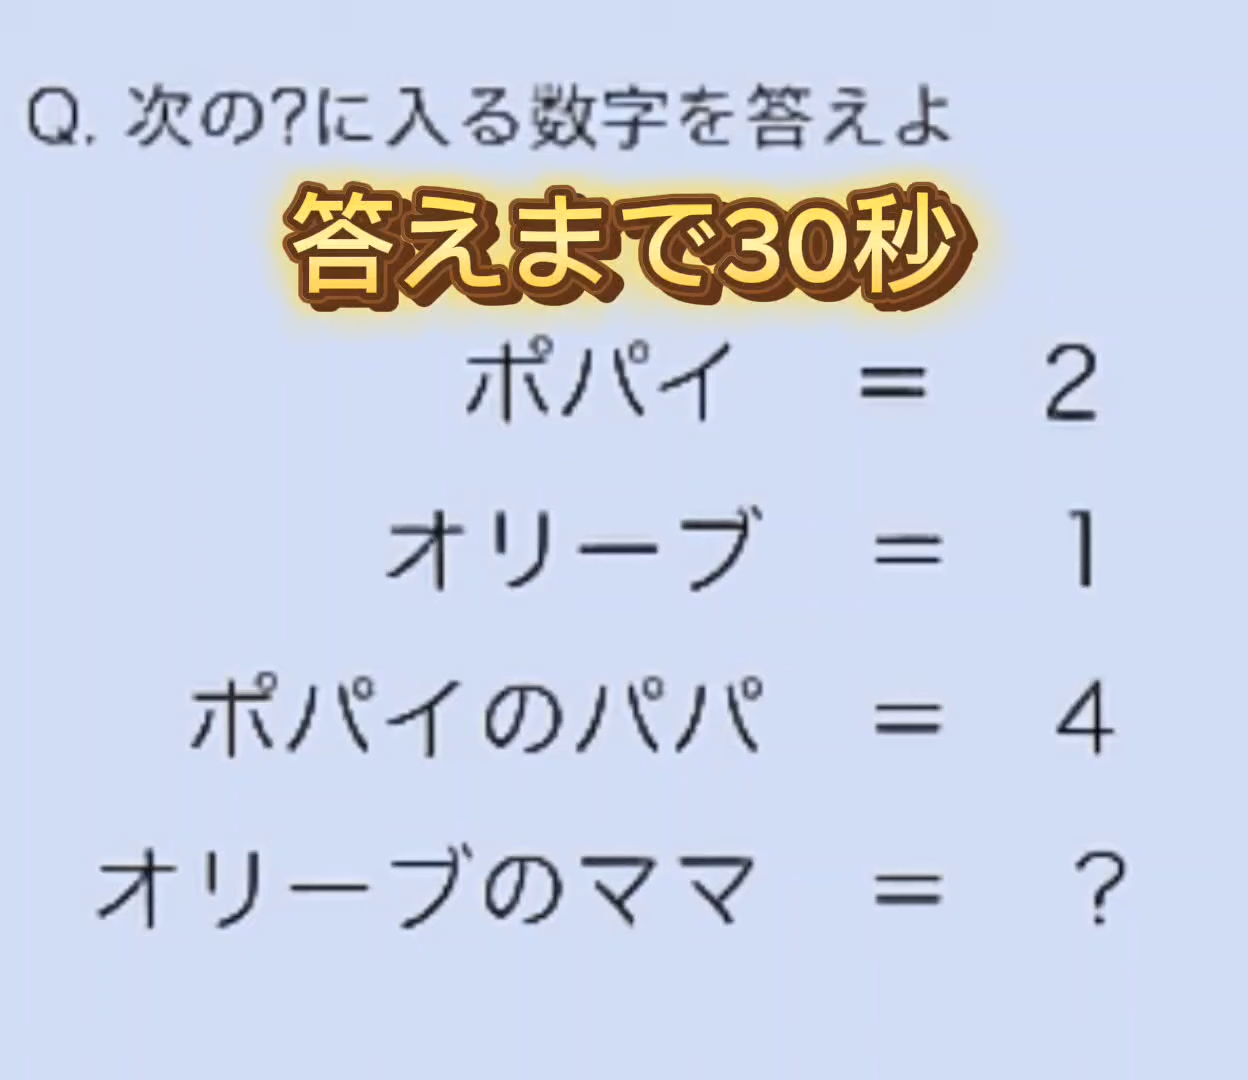 Q. 次の?に入る数字を答えよ
答えまで30秒
ポパイ = 2
オリーブ = 1
ポパイのパパ = 4
オリーブのママ = ?